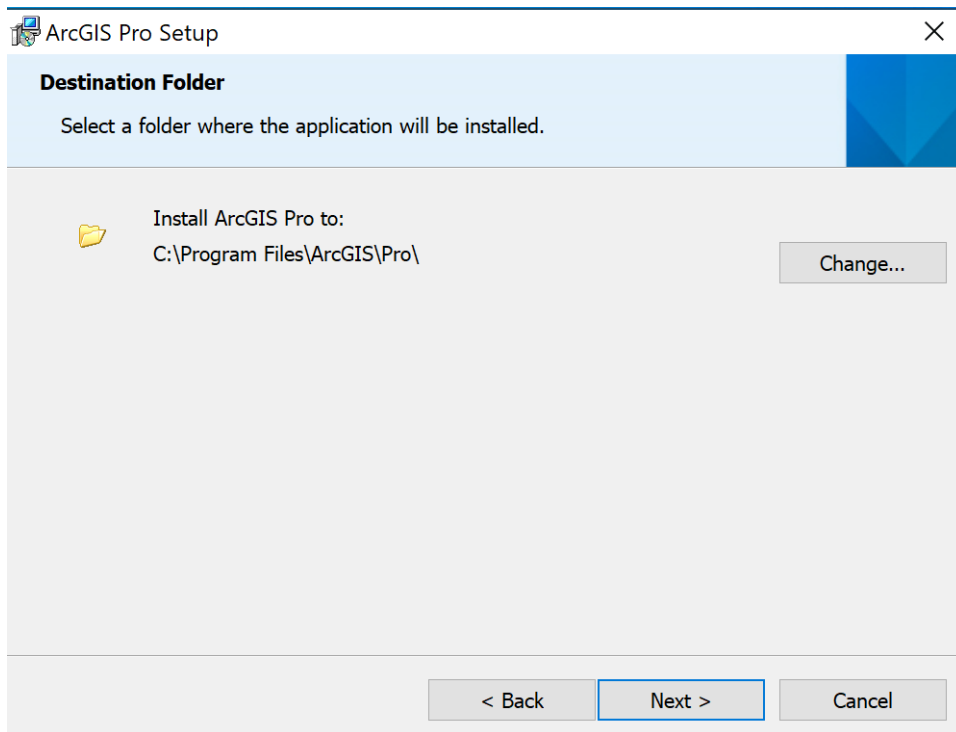 ArcGIS Pro Setup
Destination Folder
Select a folder where the application will be installed.
Install ArcGIS Pro to:
C:\Program Files\ArcGIS\Pro\
Change...
< Back
Next >
Cancel